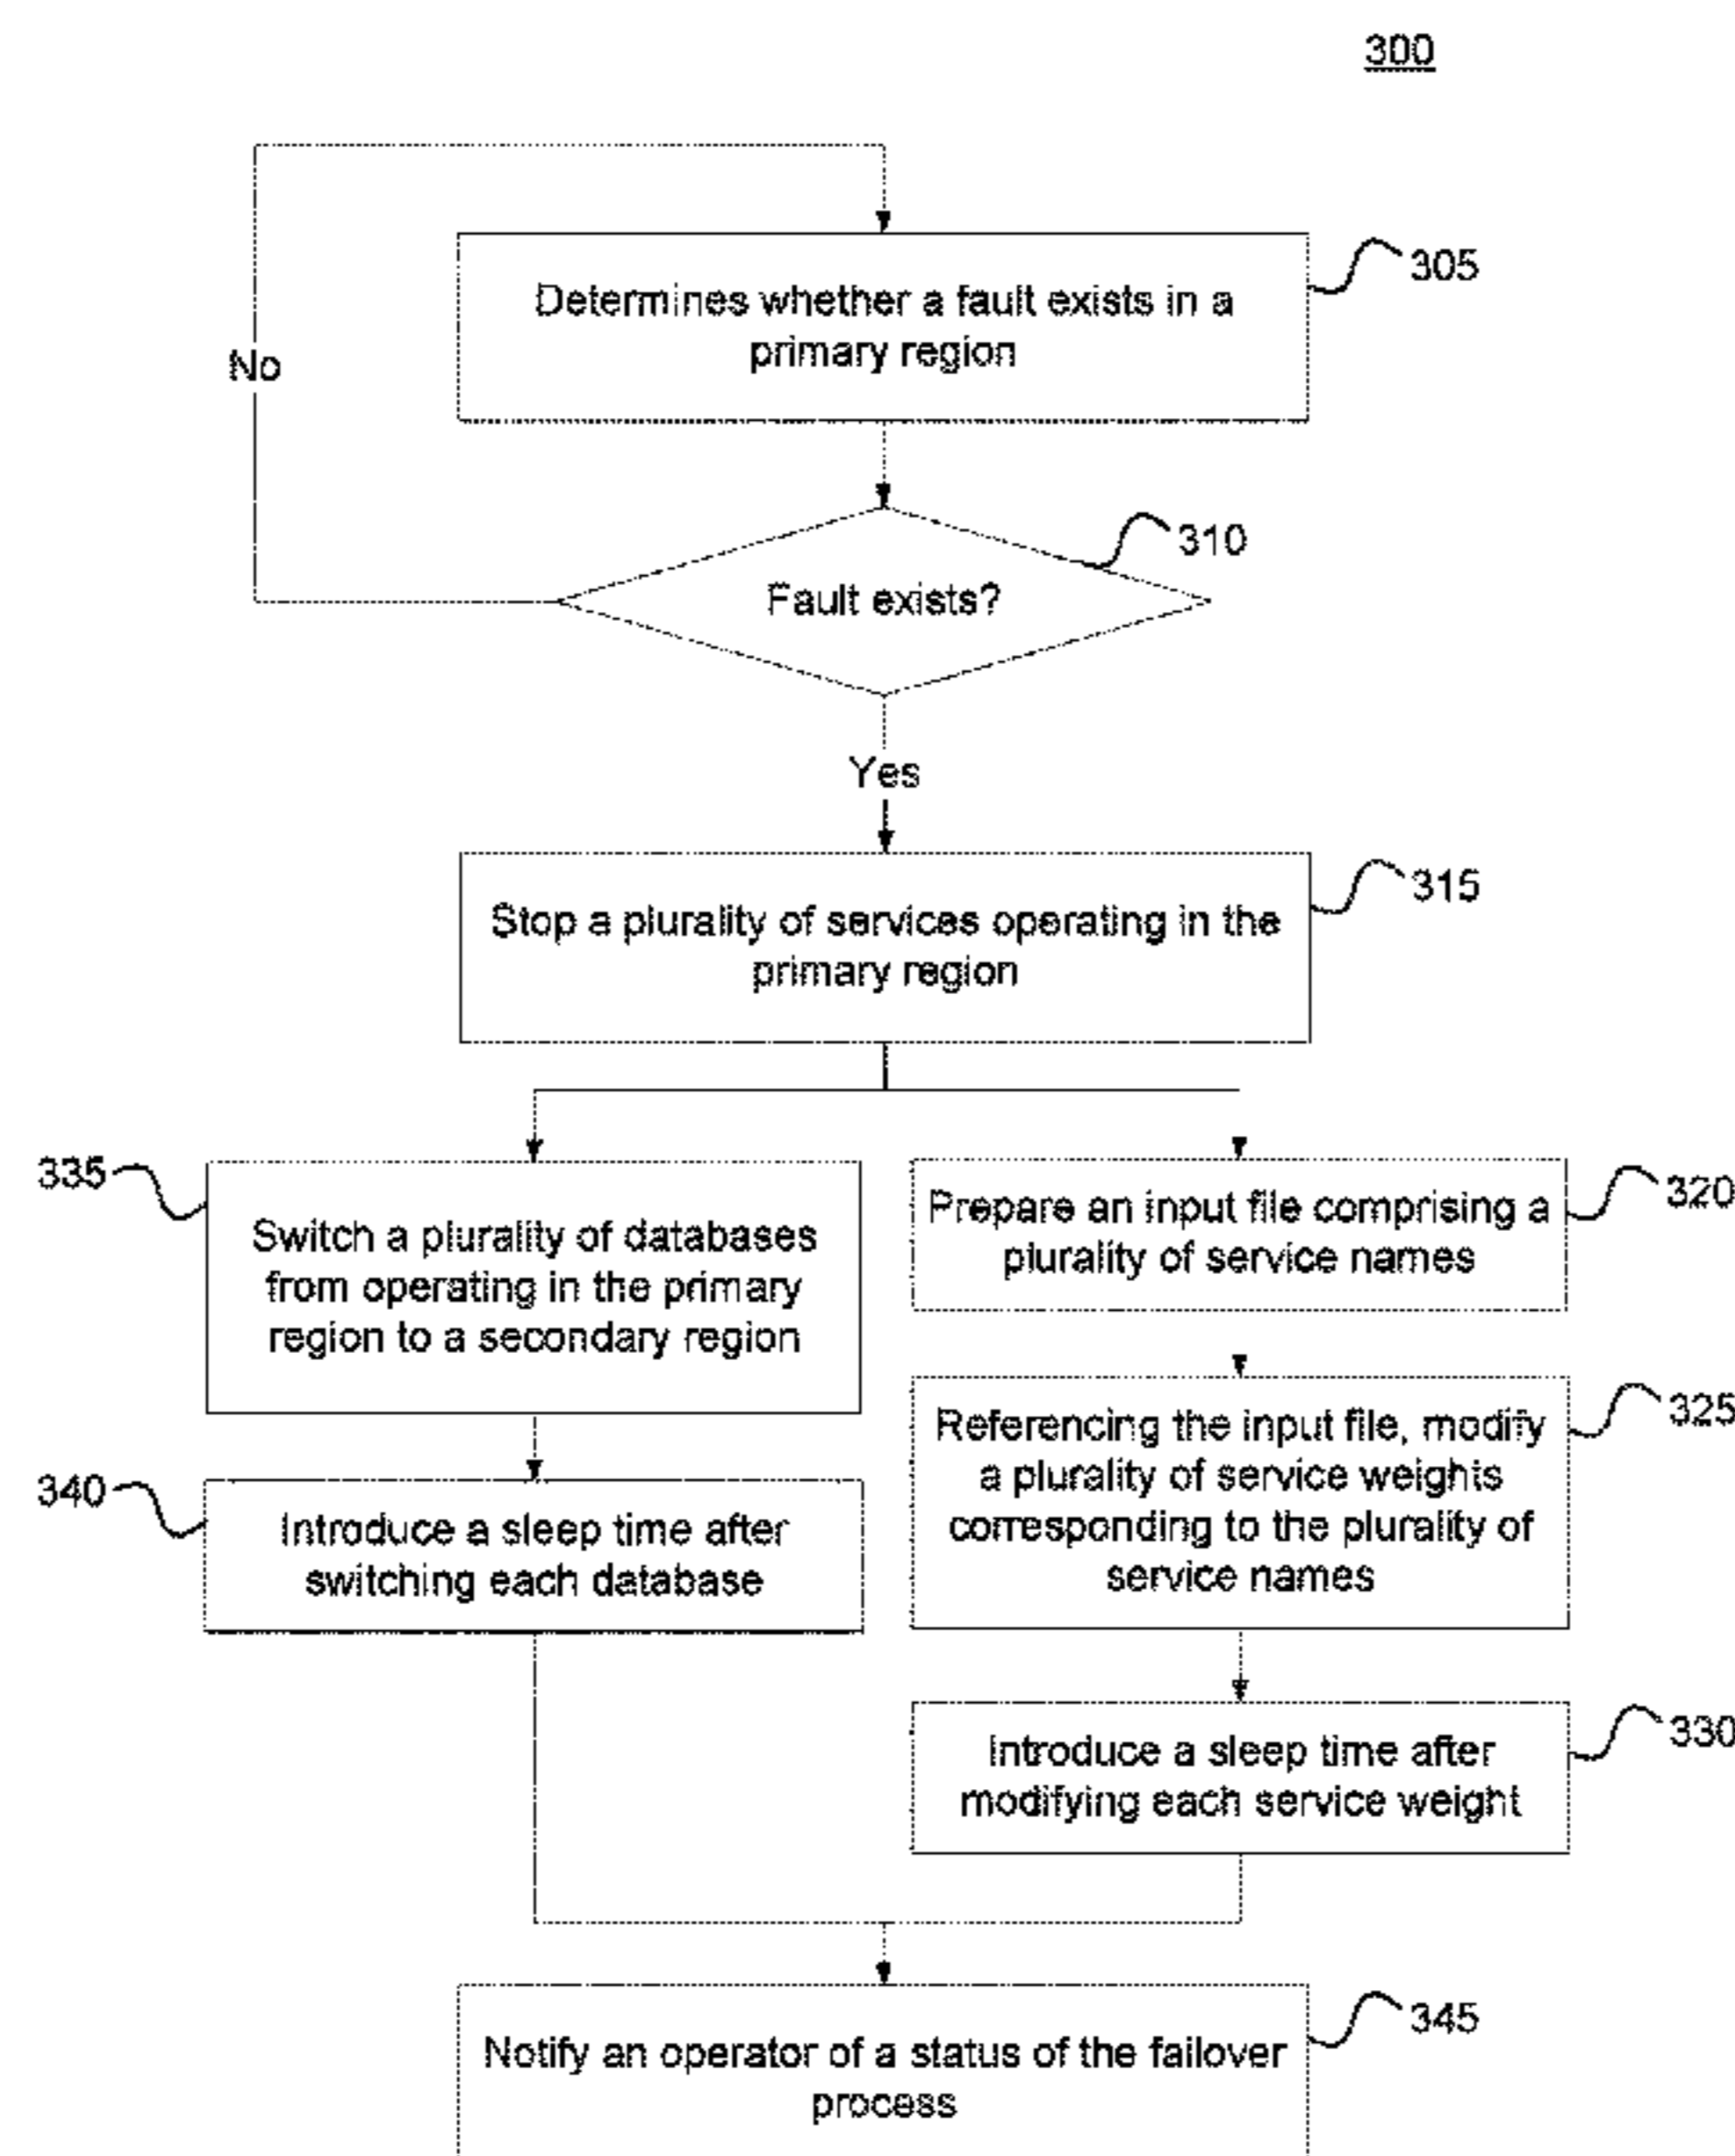 300
Determines whether a fault exists in a
primary region
305
No
Fault exists?
310
Yes
Stop a plurality of services operating in the
primary region
315
335
Switch a plurality of databases
from operating in the primary
region to a secondary region
Prepare an input file comprising a
plurality of service names
320
Referencing the input file, modify
a plurality of service weights
corresponding to the plurality of
service names
325
340
Introduce a sleep time after
switching each database
Introduce a sleep time after
modifying each service weight
330
Notify an operator of a status of the failover
process
345